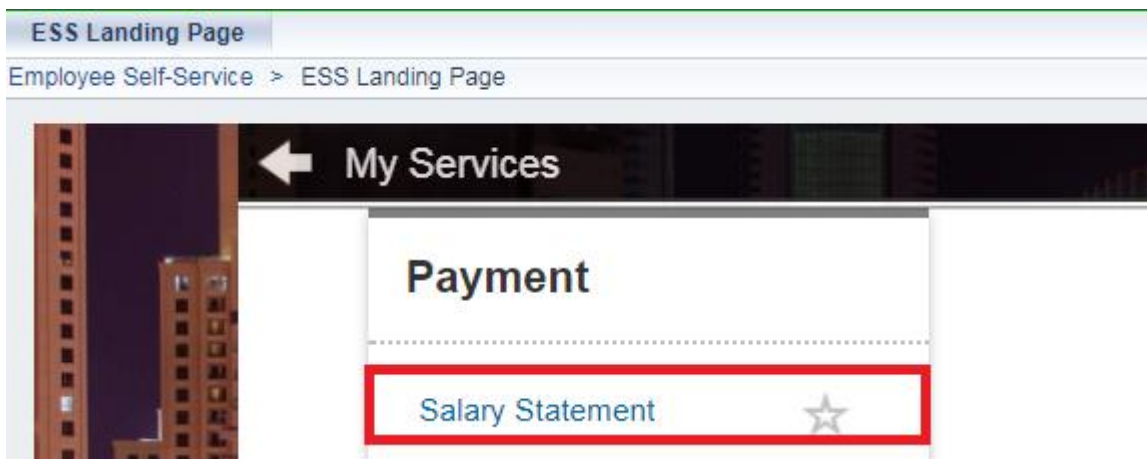 ESS Landing Page
Employee Self-Service > ESS Landing Page
My Services
Payment
Salary Statement